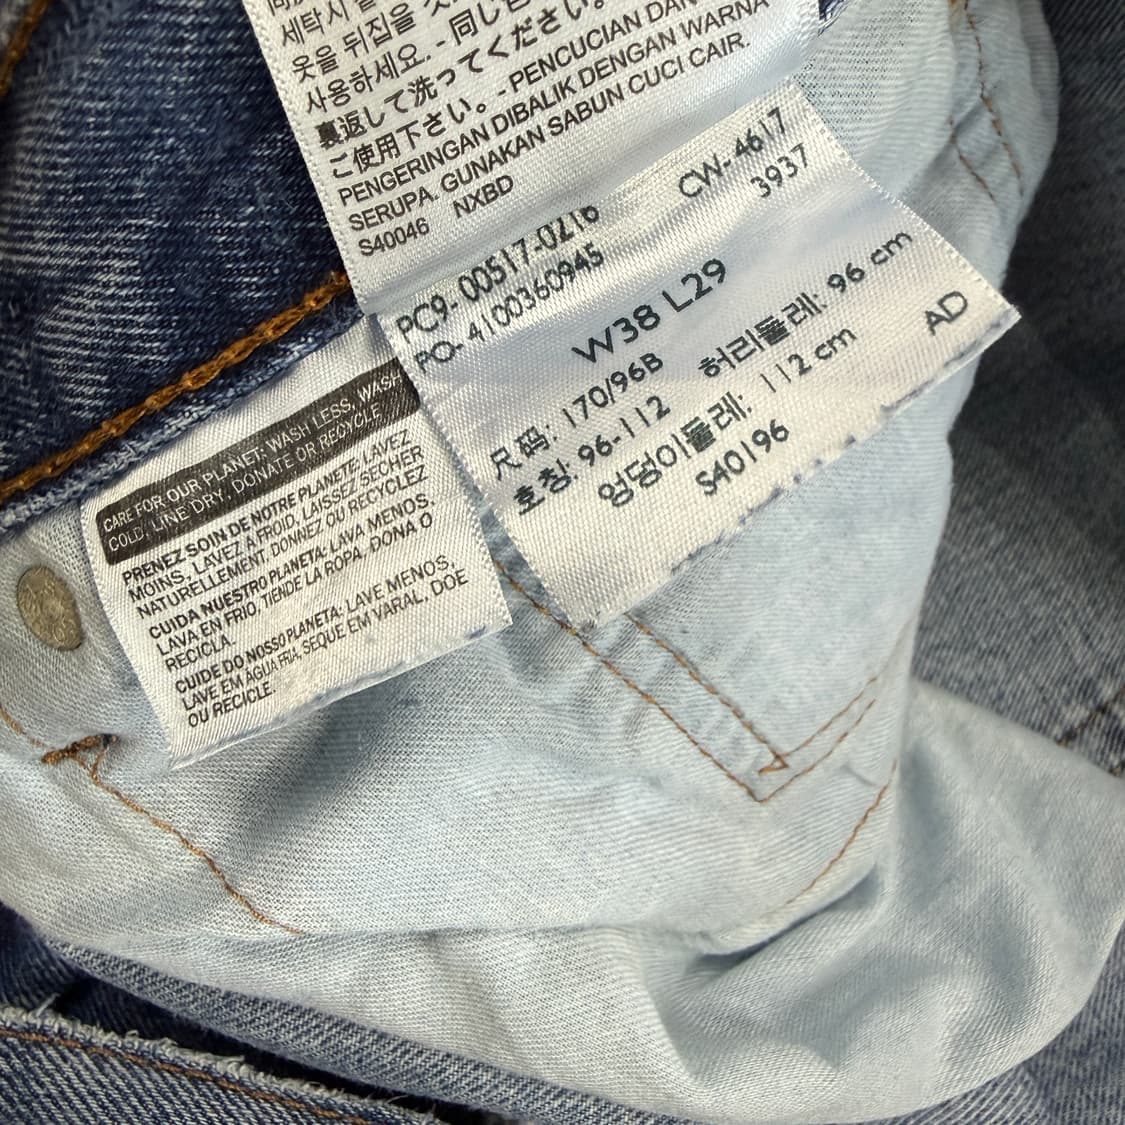 세탁시
옷을 뒤집을
사용하세요. - 同じ
裏返して洗ってください。
ご使用下さい。 - PENCUCIAN DAN
PENGERINGAN DIBALIK DENGAN WARNA
SERUPA. GUNAKAN SABUN CUCI CAIR.
S40046 NXBD
CW- 4617
3937
PC9- 00517-0216
PO- 4100360945
W38 L29
尺码: 170/96B 허리둘레: 96 cm
호칭: 96-112 엉덩이둘레: 112 cm
S40196 AD
CARE FOR OUR PLANET: WASH LESS, WASH
COLD, LINE DRY, DONATE OR RECYCLE
PRENEZ SOIN DE NOTRE PLANETE: LAVEZ
MOINS, LAVEZ A FROID, LAISSEZ SECHER
NATURELLEMENT, DONNEZ OU RECYCLEZ
CUIDA NUESTRO PLANETA: LAVA MENOS,
LAVA EN FRIO, TIENDE LA ROPA, DONA O
RECICLA.
CUIDE DO NOSSO PLANETA: LAVE MENOS,
LAVE EM ÁGUA FRIA, SEQUE EM VARAL, DOE
OU RECICLE.